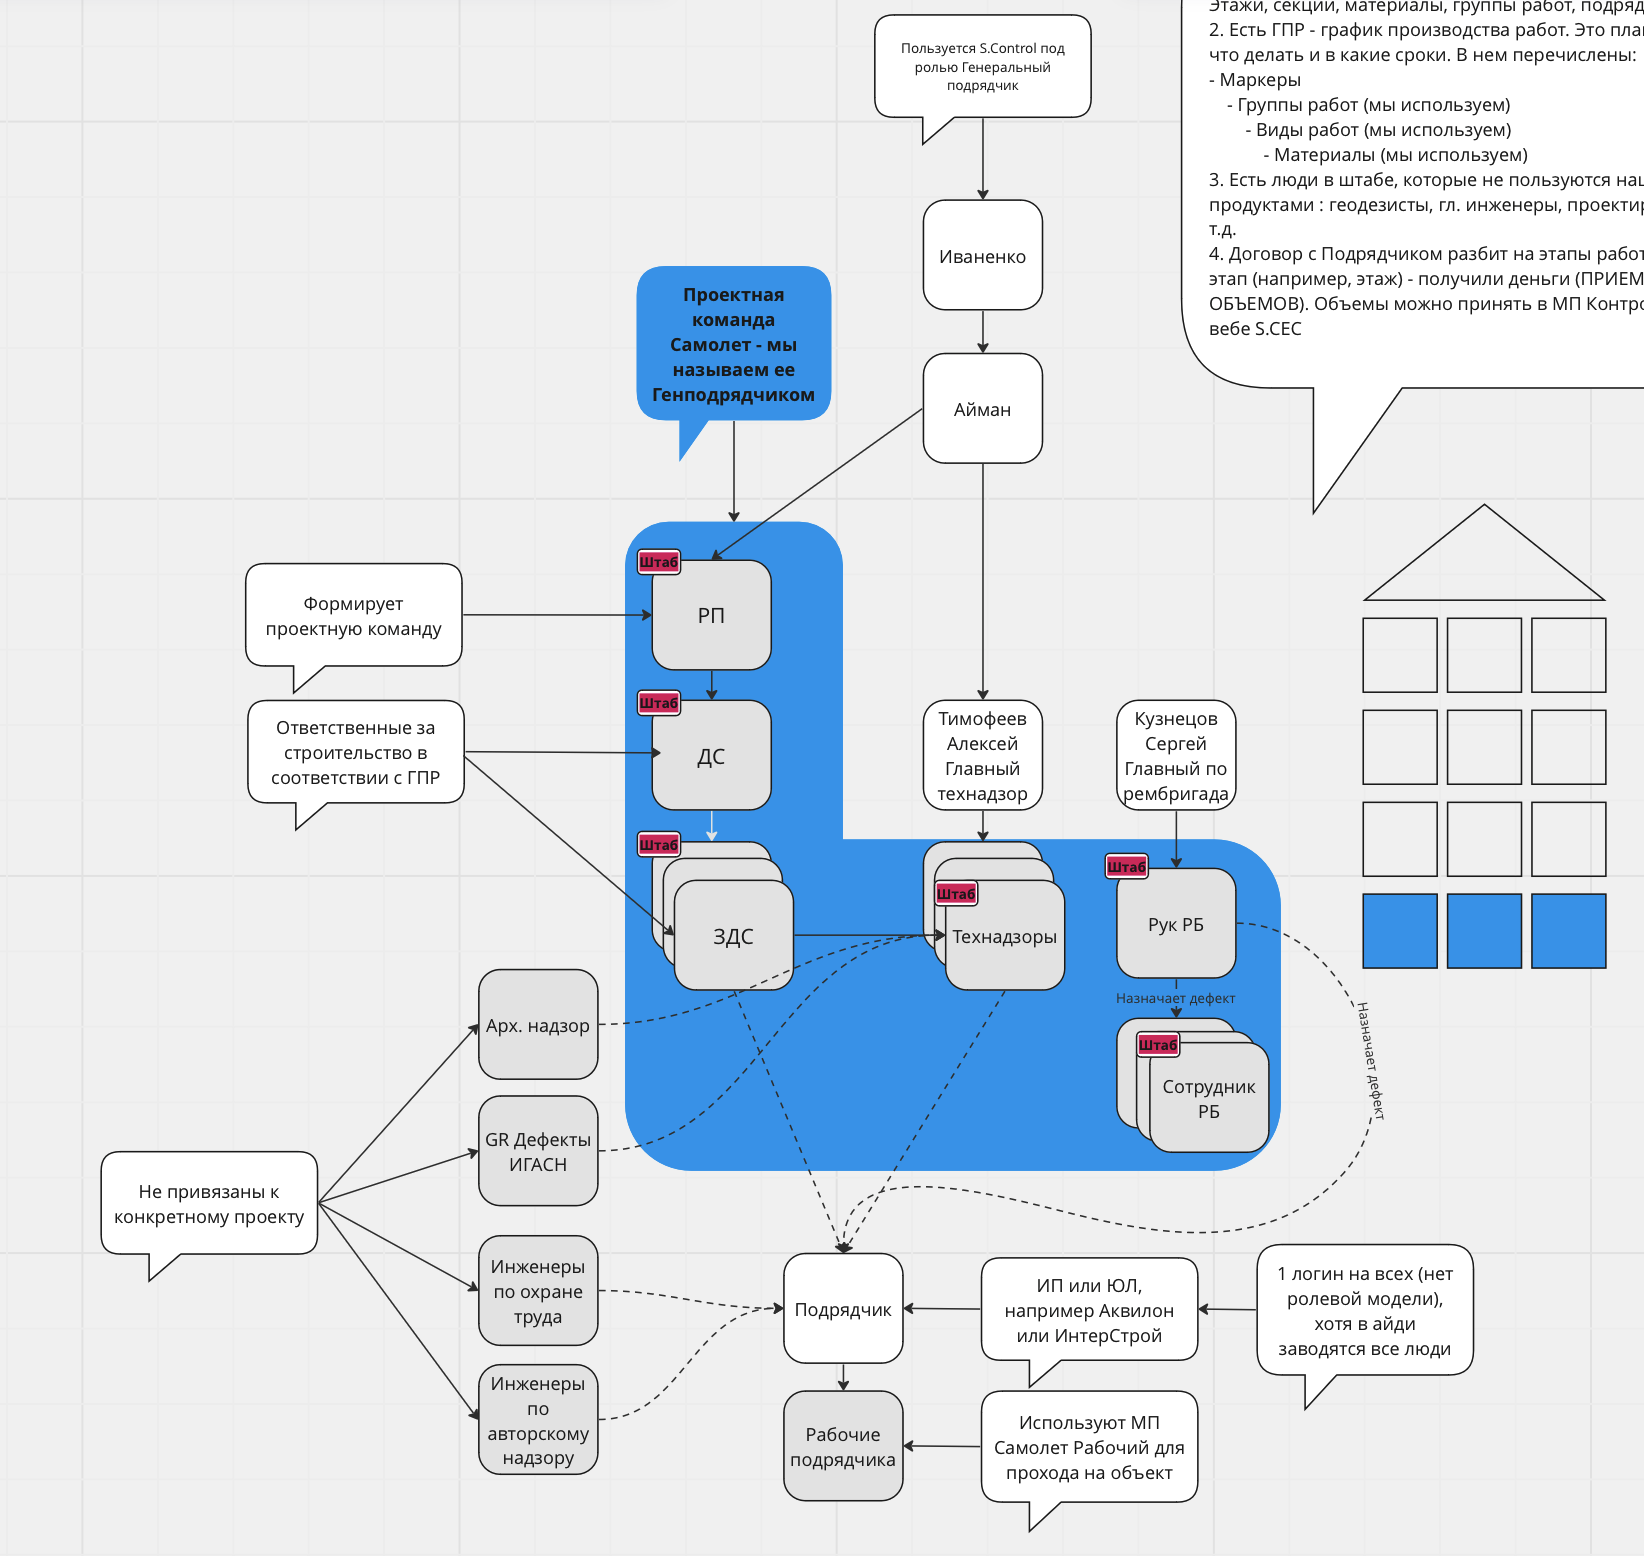 Пользуется S.Control под
ролью Генеральный
подрядчик
Этажи, секции, материалы, группы работ,
2. Есть ГПР - график производства работ. Это
что делать и в какие сроки. В нем перечислены:
- Маркеры
- Группы работ (мы используем)
- Виды работ (мы используем)
- Материалы (мы используем)
3. Есть люди в штабе, которые не пользуются
продуктами : геодезисты, гл. инженеры,
т.д.
4. Договор с Подрядчиком разбит на этапы
этап (например, этаж) - получили деньги
ОБЪЕМОВ). Объемы можно принять в МП
вебе S.CEC
Иваненко
Проектная
команда
Самолет - мы
называем ее
Генподрядчиком
Айман
Штаб
РП
Формирует
проектную команду
Штаб
ДС
Ответственные за
строительство в
соответствии с ГПР
Тимофеев
Алексей
Главный
технадзор
Кузнецов
Сергей
Главный по
рембригада
Штаб
ЗДС
Штаб
Технадзоры
Штаб
Рук РБ
Назначает дефект
Назначает дефект
Штаб
Сотрудник
РБ
Арх. надзор
GR Дефекты
ИГАСН
Не привязаны к
конкретному проекту
Инженеры
по охране
труда
Инженеры
по
авторскому
надзору
Подрядчик
ИП или ЮЛ,
например Аквилон
или ИнтерСтрой
1 логин на всех (нет
ролевой модели),
хотя в айди
заводятся все люди
Рабочие
подрядчика
Используют МП
Самолет Рабочий для
прохода на объект